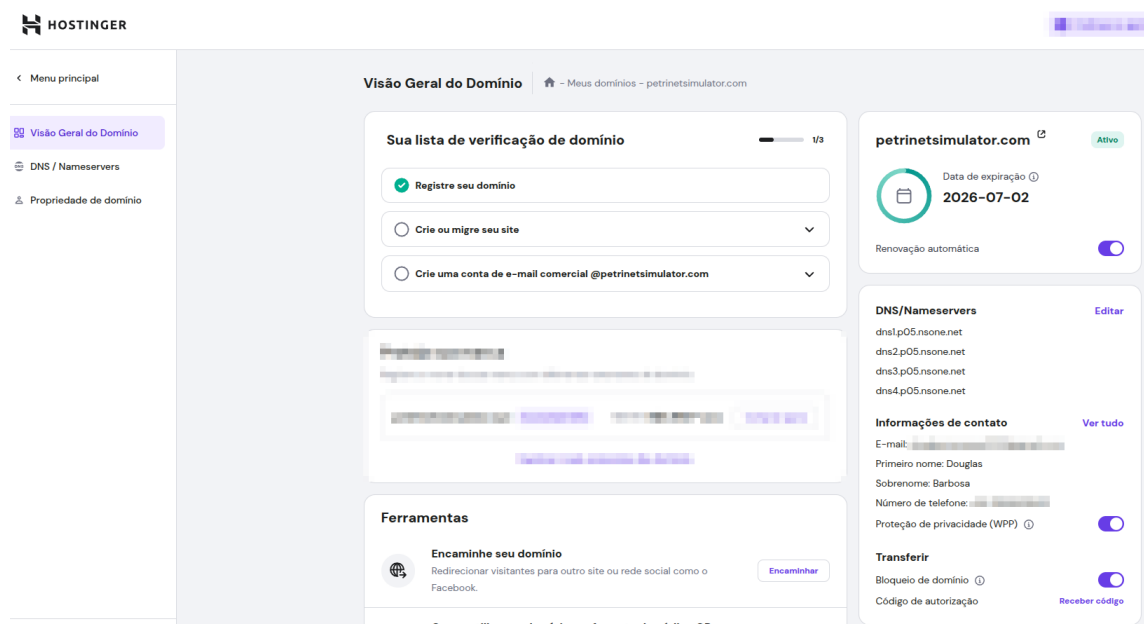 HOSTINGER
Menu principal
Visão Geral do Domínio
DNS / Nameservers
Propriedade de domínio
Visão Geral do Domínio
- Meus domínios - petrinetsimulator.com
Sua lista de verificação de domínio
1/3
Registre seu domínio
Crie ou migre seu site
Crie uma conta de e-mail comercial @petrinetsimulator.com
Ferramentas
Encaminhe seu domínio
Redirecionar visitantes para outro site ou rede social como o
Facebook.
Encaminhar
petrinetsimulator.com
Ativo
Data de expiração
2026-07-02
Renovação automática
DNS/Nameservers
Editar
dns1.p05.nsone.net
dns2.p05.nsone.net
dns3.p05.nsone.net
dns4.p05.nsone.net
Informações de contato
Ver tudo
E-mail:
Primeiro nome: Douglas
Sobrenome: Barbosa
Número de telefone:
Proteção de privacidade (WPP)
Transferir
Bloqueio de domínio
Código de autorização
Receber código